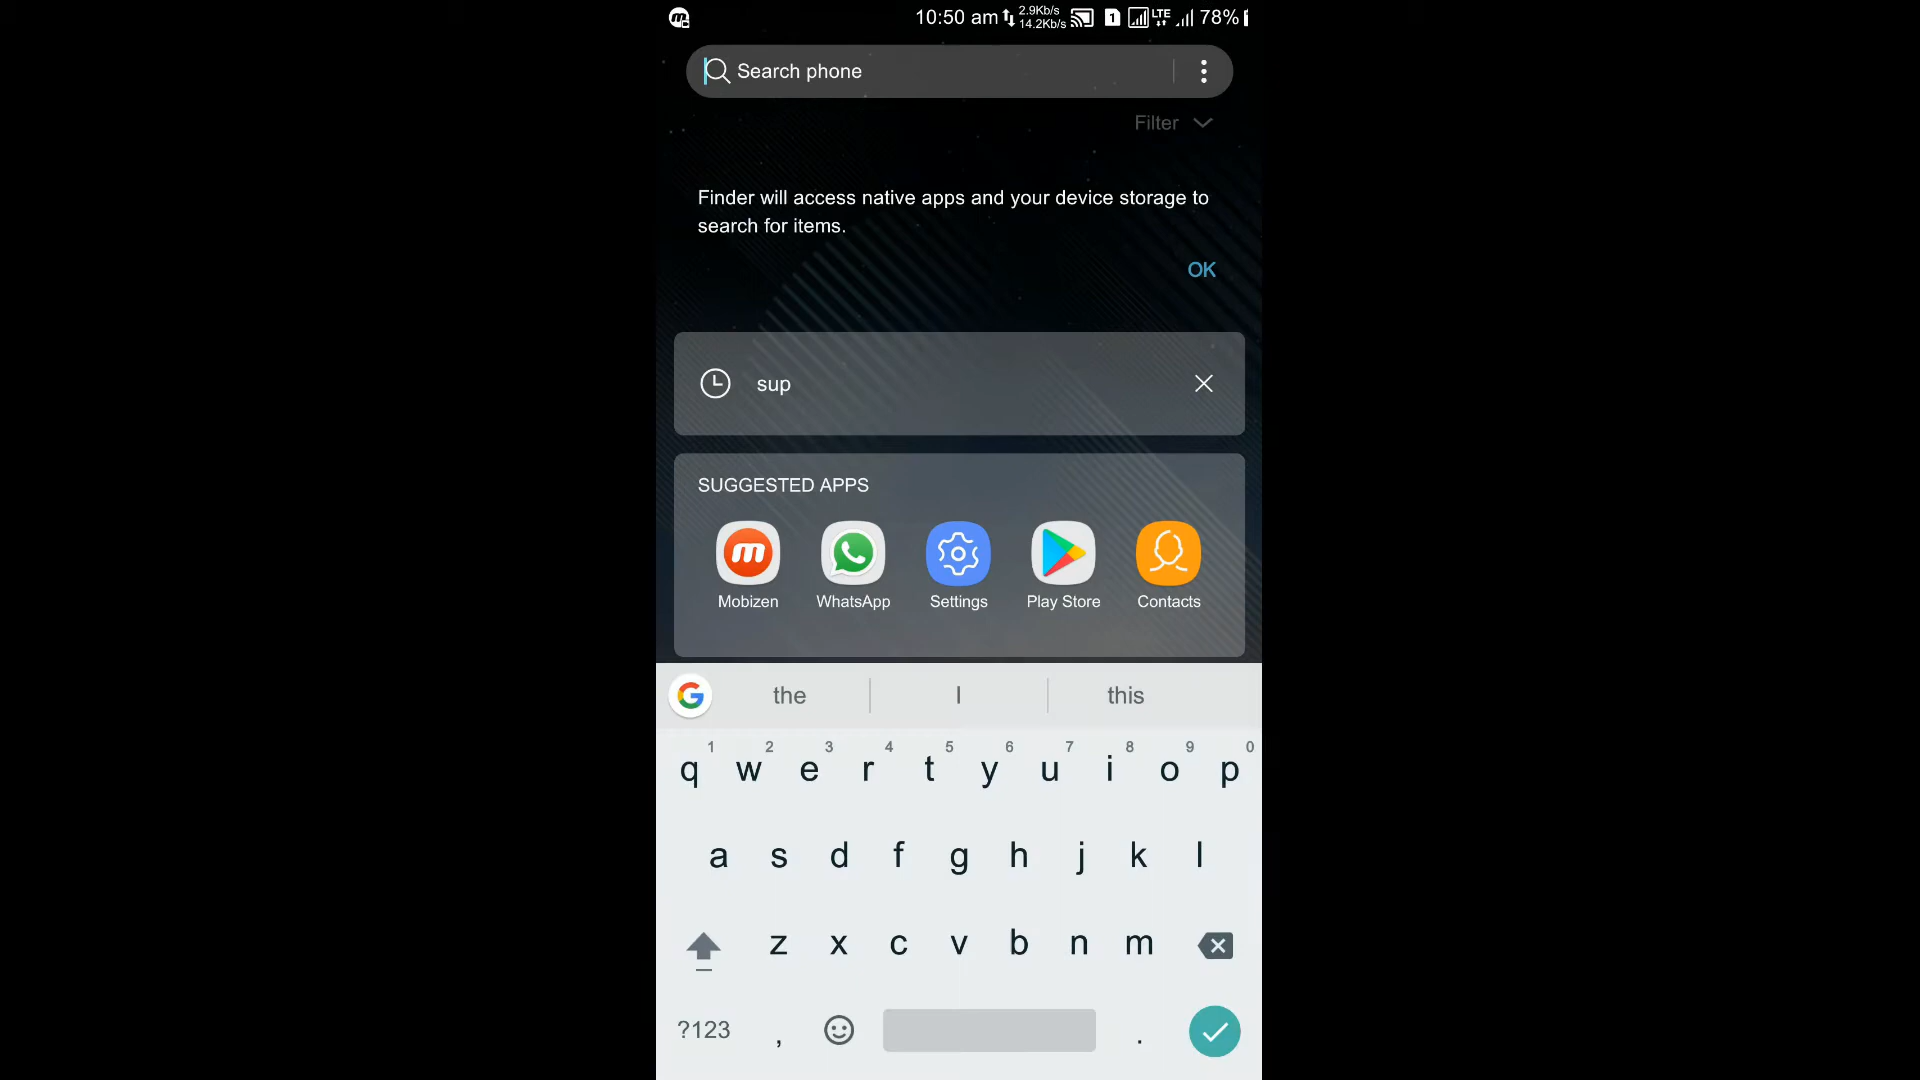 10:50 am 2.9Kb/s 14.2Kb/s 1 LTE 78%
Search phone
Filter
Finder will access native apps and your device storage to
search for items.
OK
sup
SUGGESTED APPS
Mobizen WhatsApp Settings Play Store Contacts
the I this
1 2 3 4 5 6 7 8 9 0
q w e r t y u i o p
a s d f g h j k l
z x c v b n m
?123 , .